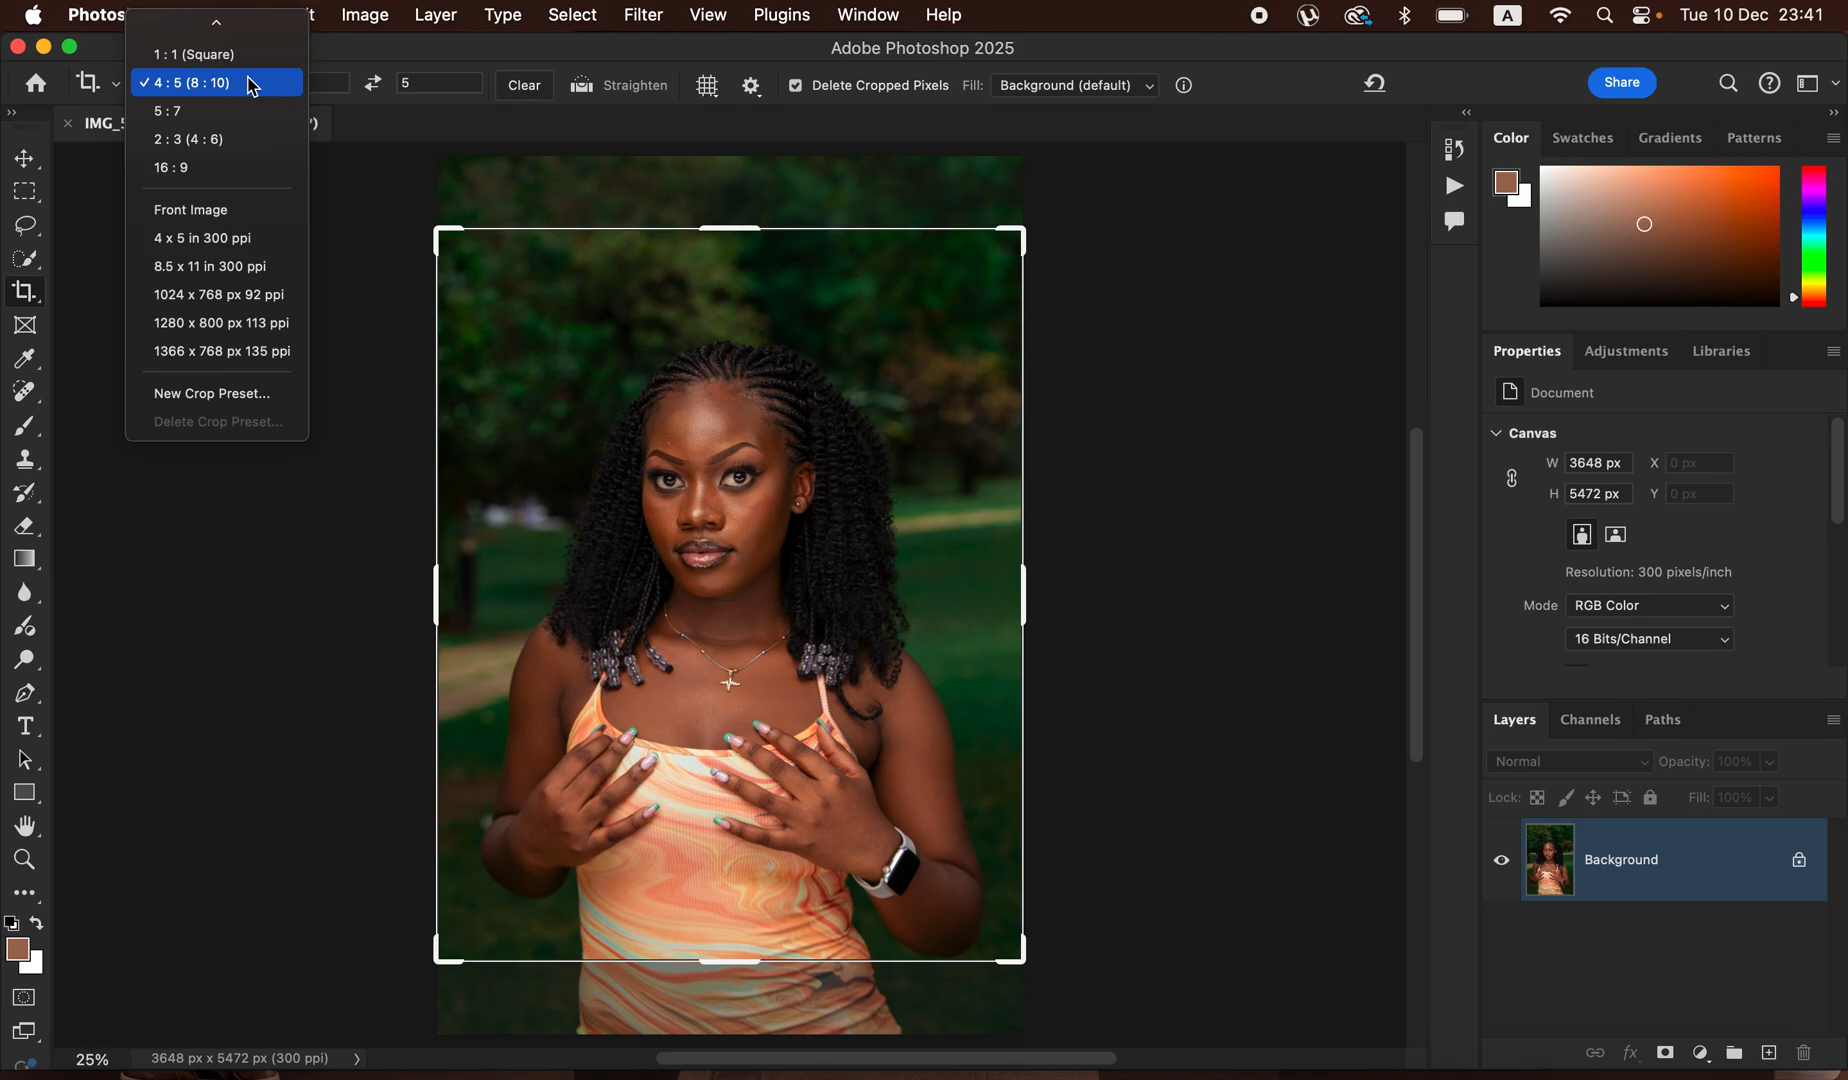 Photos
t
Image
Layer
Type
Select
Filter
View
Plugins
Window
Help
A
Tue 10 Dec 23:41
Adobe Photoshop 2025
5
Clear
Straighten
Delete Cropped Pixels
Fill:
Background (default)
Share
IMG_5
*)
1 : 1 (Square)
✓ 4 : 5 (8 : 10)
5 : 7
2 : 3 (4 : 6)
16 : 9
Front Image
4 x 5 in 300 ppi
8.5 x 11 in 300 ppi
1024 x 768 px 92 ppi
1280 x 800 px 113 ppi
1366 x 768 px 135 ppi
New Crop Preset...
Delete Crop Preset...
Color
Swatches
Gradients
Patterns
Properties
Adjustments
Libraries
Document
Canvas
W 3648 px X 0 px
H 5472 px Y 0 px
Resolution: 300 pixels/inch
Mode RGB Color
16 Bits/Channel
Layers
Channels
Paths
Normal
Opacity: 100%
Lock:
Fill: 100%
Background
fx
T
25%
3648 px x 5472 px (300 ppi)